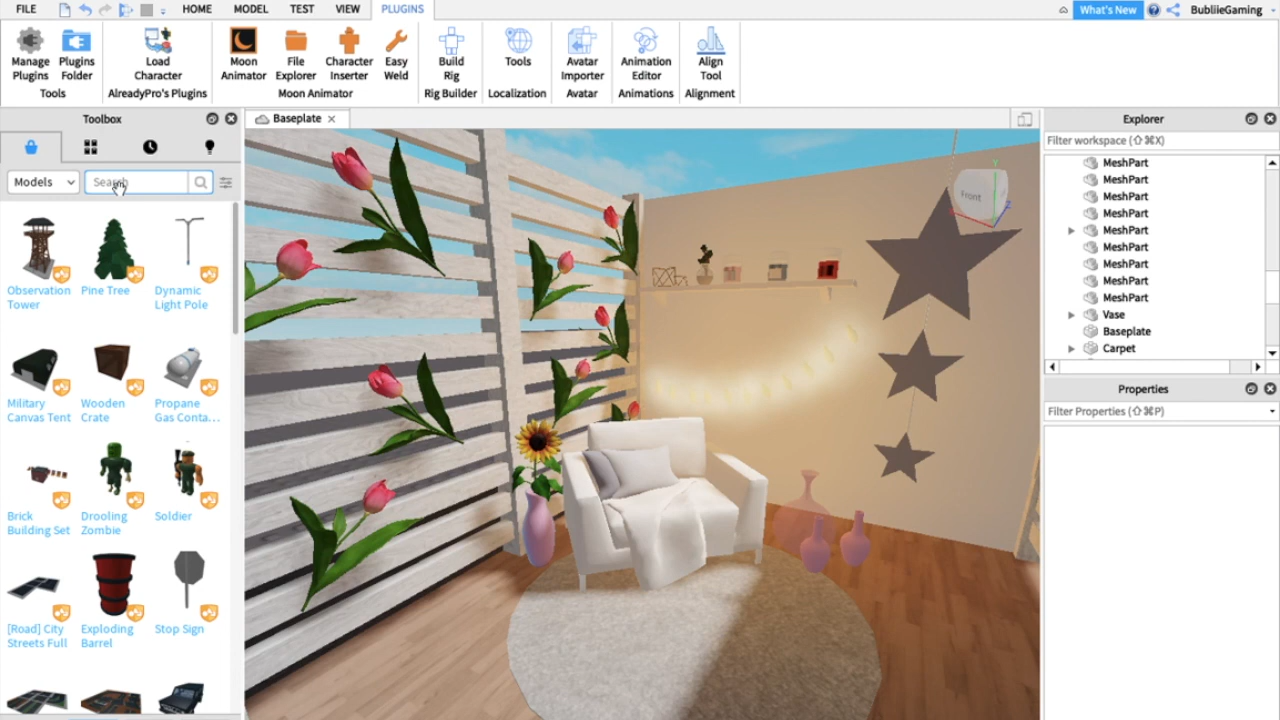 FILE HOME MODEL TEST VIEW PLUGINS What's New BubliieGaming
Manage Plugins Load Moon File Character Easy Build Tools Avatar Animation Align
Plugins Folder Character Animator Explorer Inserter Weld Rig Importer Editor Tool
Tools AlreadyPro's Plugins Moon Animator Rig Builder Localization Avatar Animations Alignment
Toolbox Baseplate Explorer
Filter workspace (⇧⌘X)
Models Search
Front
Y
Z
MeshPart
MeshPart
MeshPart
MeshPart
MeshPart
MeshPart
MeshPart
MeshPart
MeshPart
Vase
Baseplate
Carpet
Properties
Filter Properties (⇧⌘P)
Observation Pine Tree Dynamic
Tower Light Pole
Military Wooden Propane
Canvas Tent Crate Gas Conta...
Brick Drooling Soldier
Building Set Zombie
[Road] City Exploding Stop Sign
Streets Full Barrel